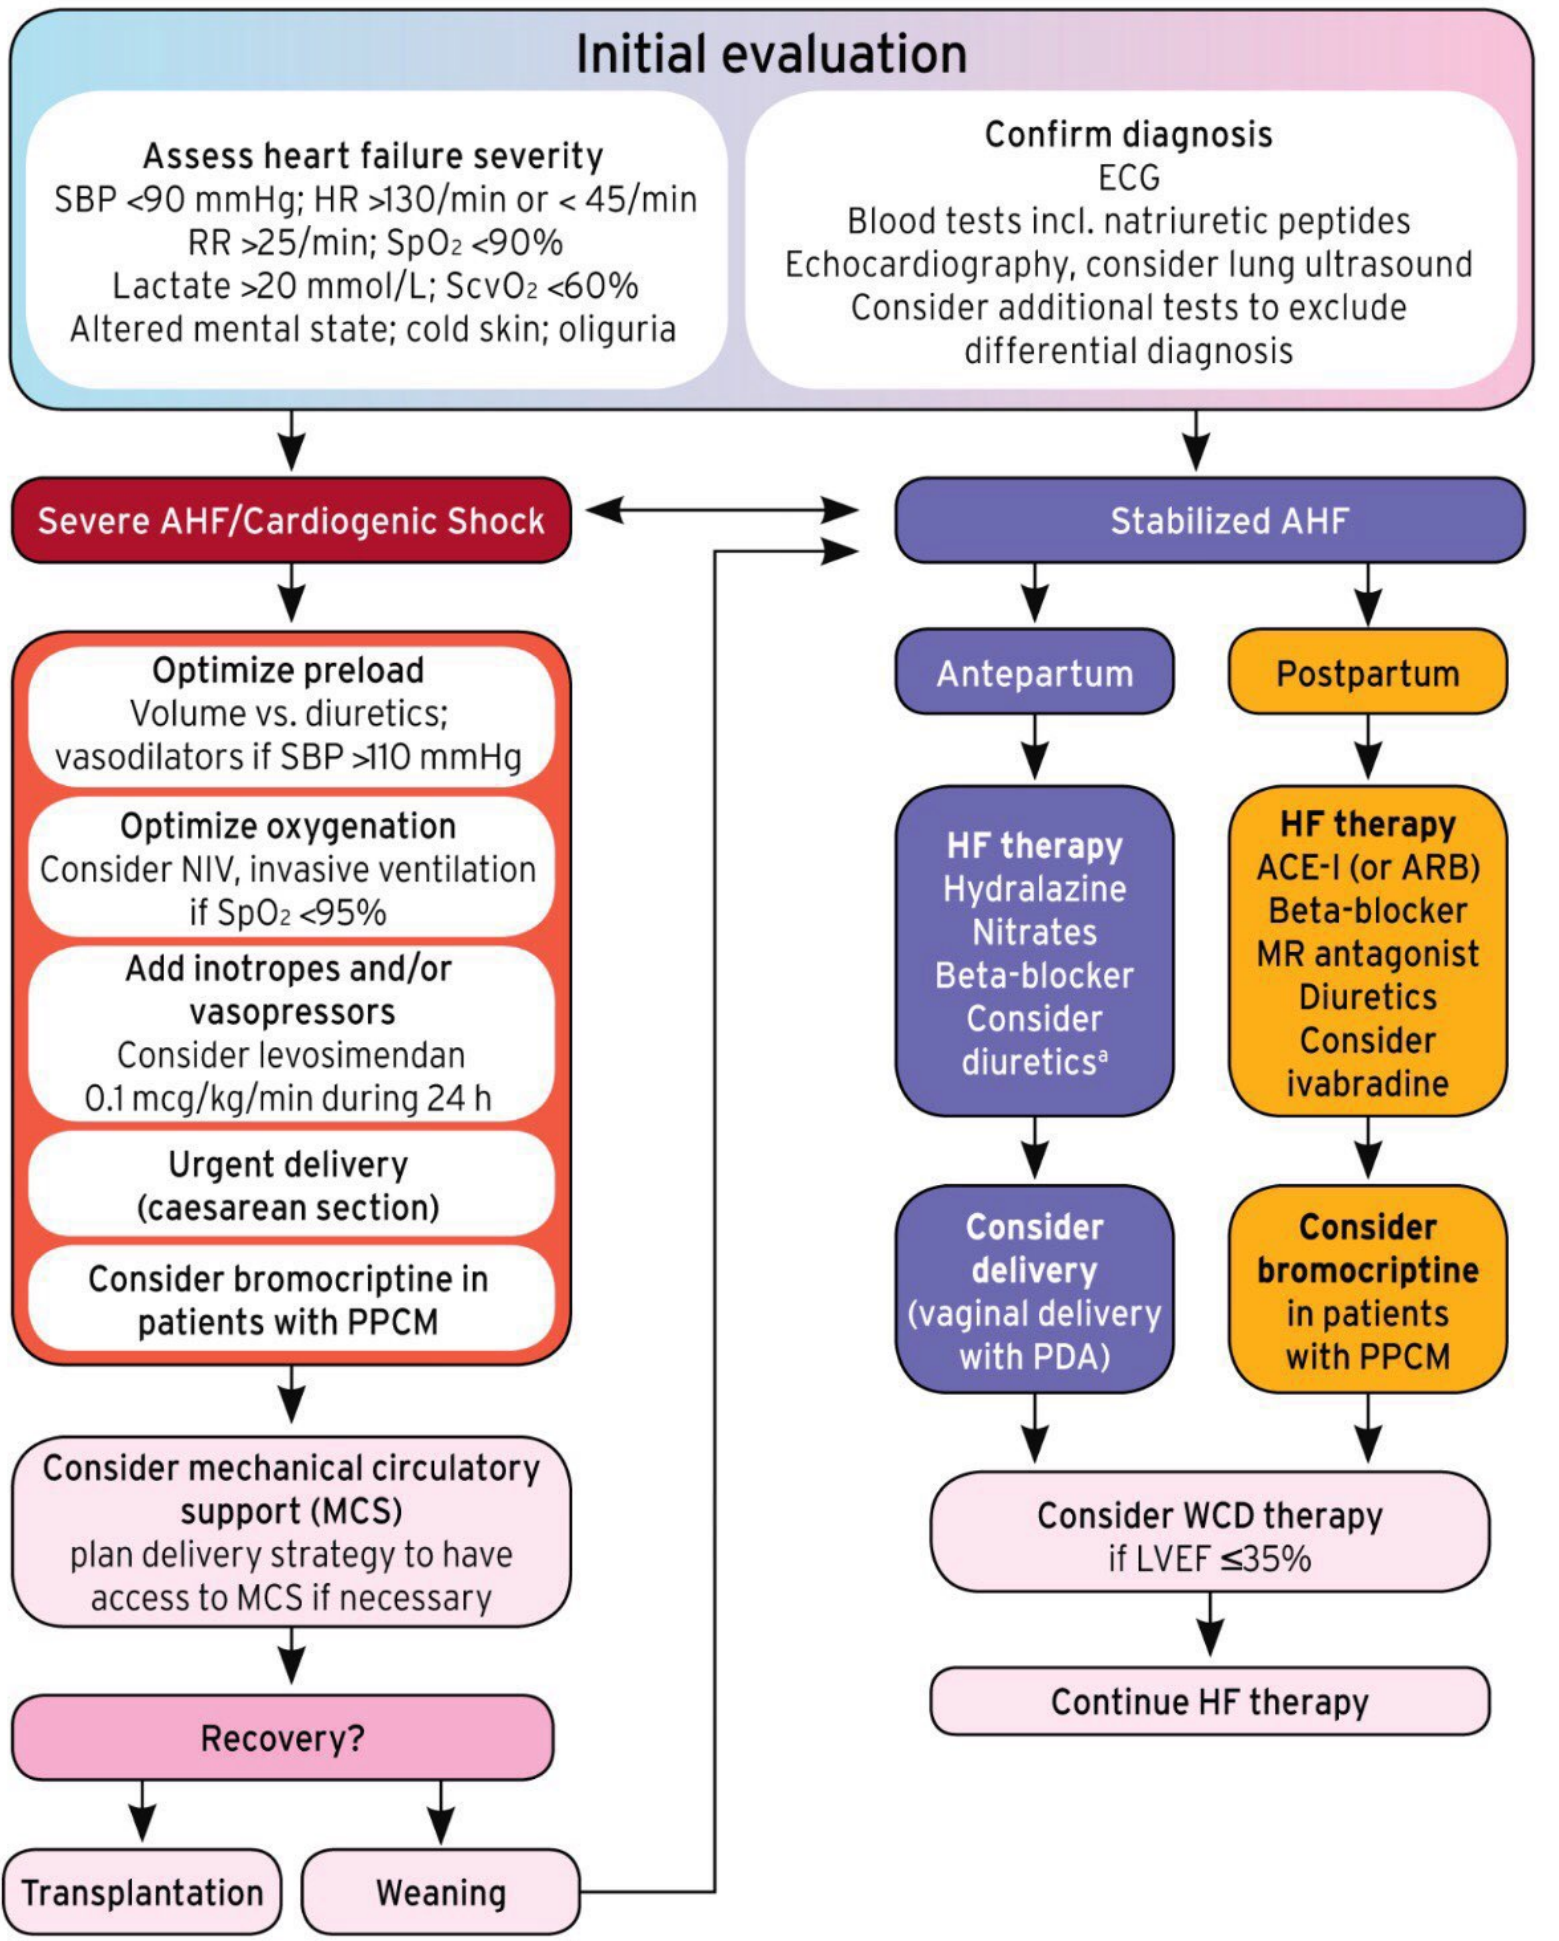 Initial evaluation
Assess heart failure severity
SBP <90 mmHg; HR >130/min or < 45/min
RR >25/min; SpO₂ <90%
Lactate >20 mmol/L; ScvO₂ <60%
Altered mental state; cold skin; oliguria
Confirm diagnosis
ECG
Blood tests incl. natriuretic peptides
Echocardiography, consider lung ultrasound
Consider additional tests to exclude
differential diagnosis
Severe AHF/Cardiogenic Shock
Optimize preload
Volume vs. diuretics;
vasodilators if SBP >110 mmHg
Optimize oxygenation
Consider NIV, invasive ventilation
if SpO₂ <95%
Add inotropes and/or
vasopressors
Consider levosimendan
0.1 mcg/kg/min during 24 h
Urgent delivery
(caesarean section)
Consider bromocriptine in
patients with PPCM
Consider mechanical circulatory
support (MCS)
plan delivery strategy to have
access to MCS if necessary
Recovery?
Transplantation
Weaning
Stabilized AHF
Antepartum
HF therapy
Hydralazine
Nitrates
Beta-blocker
Consider
diureticsᵃ
Consider
delivery
(vaginal delivery
with PDA)
Postpartum
HF therapy
ACE-I (or ARB)
Beta-blocker
MR antagonist
Diuretics
Consider
ivabradine
Consider
bromocriptine
in patients
with PPCM
Consider WCD therapy
if LVEF ≤35%
Continue HF therapy